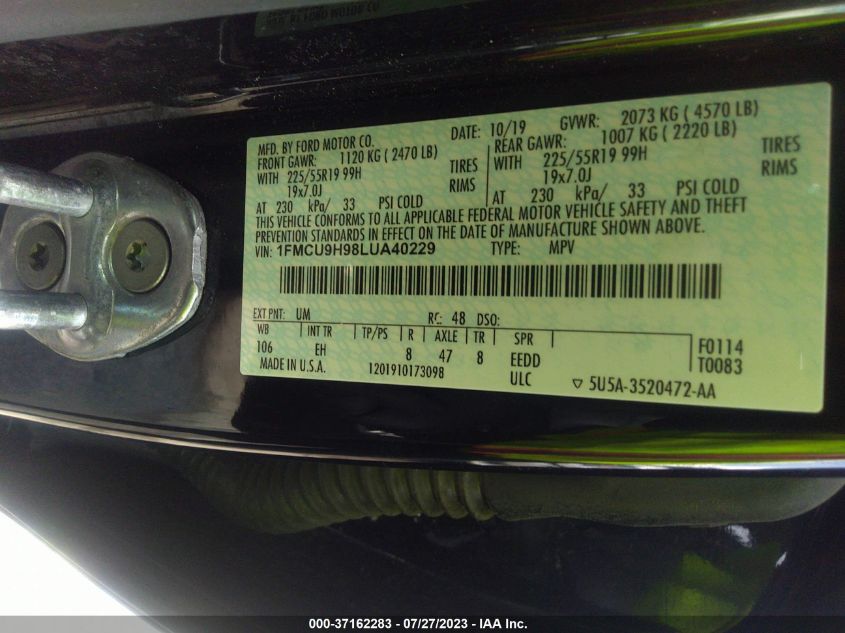 MFD. BY FORD MOTOR CO.
DATE: 10/19 GVWR: 2073 KG ( 4570 LB)
FRONT GAWR: 1120 KG ( 2470 LB)
WITH 225/55R19 99H TIRES
19x7.0J RIMS
AT 230 kPa/ 33 PSI COLD
REAR GAWR: 1007 KG ( 2220 LB)
WITH 225/55R19 99H TIRES
19x7.0J RIMS
AT 230 kPa/ 33 PSI COLD
THIS VEHICLE CONFORMS TO ALL APPLICABLE FEDERAL MOTOR VEHICLE SAFETY AND THEFT
PREVENTION STANDARDS IN EFFECT ON THE DATE OF MANUFACTURE SHOWN ABOVE.
VIN: 1FMCU9H98LUA40229 TYPE: MPV
EXT PNT: UM RC: 48 DSO:
WB INT TR TP/PS R AXLE TR SPR
106 EH 8 47 8 EEDD
F0114
T0083
MADE IN U.S.A. 1201910173098 ULC
▽ 5U5A-3520472-AA
000-37162283 - 07/27/2023 - IAA Inc.